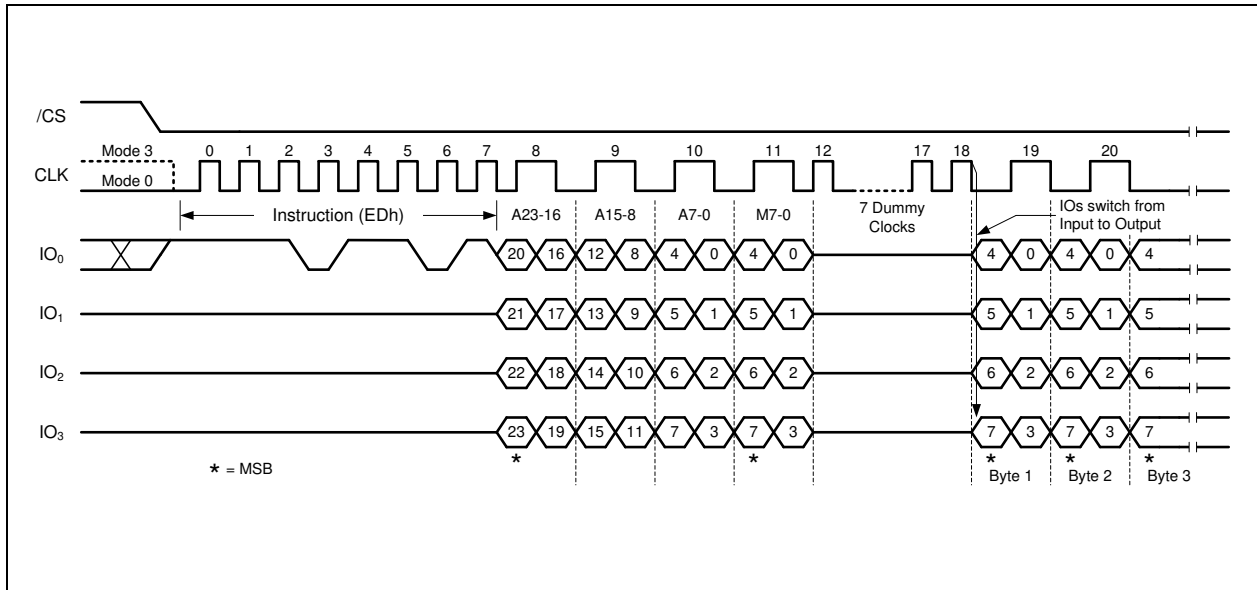 /CS
Mode 3 0 1 2 3 4 5 6 7 8 9 10 11 12 17 18 19 20
CLK Mode 0
Instruction (EDh) A23-16 A15-8 A7-0 M7-0 7 Dummy Clocks IOs switch from Input to Output
IO0 20 16 12 8 4 0 4 0 4 0 4 0 4
IO1 21 17 13 9 5 1 5 1 5 1 5 1 5
IO2 22 18 14 10 6 2 6 2 6 2 6 2 6
IO3 23 19 15 11 7 3 7 3 7 3 7 3 7
* * * * *
* = MSB Byte 1 Byte 2 Byte 3